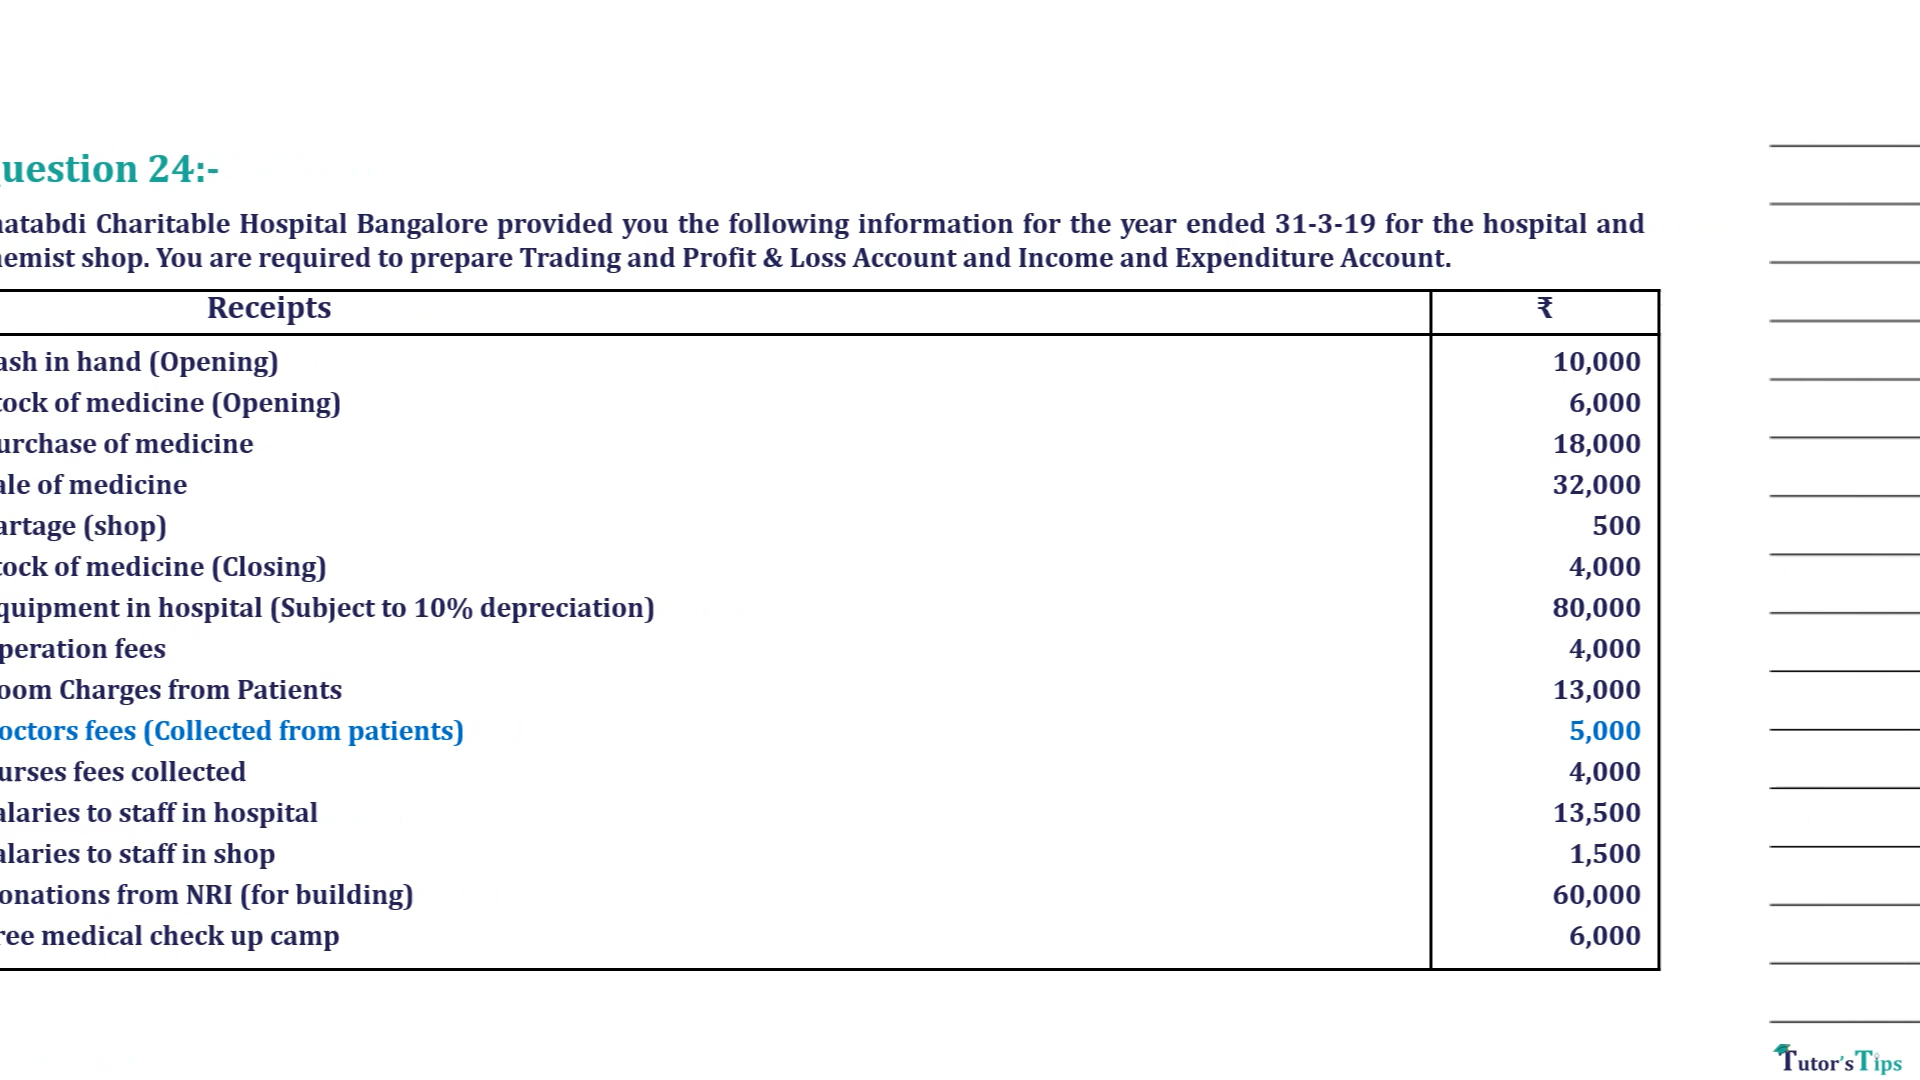 uestion 24:-
hatabdi Charitable Hospital Bangalore provided you the following information for the year ended 31-3-19 for the hospital and
hemist shop. You are required to prepare Trading and Profit & Loss Account and Income and Expenditure Account.
Receipts ₹
ash in hand (Opening) 10,000
tock of medicine (Opening) 6,000
urchase of medicine 18,000
ale of medicine 32,000
artage (shop) 500
tock of medicine (Closing) 4,000
quipment in hospital (Subject to 10% depreciation) 80,000
peration fees 4,000
oom Charges from Patients 13,000
octors fees (Collected from patients) 5,000
urses fees collected 4,000
alaries to staff in hospital 13,500
alaries to staff in shop 1,500
onations from NRI (for building) 60,000
ree medical check up camp 6,000
Tutor'sTips